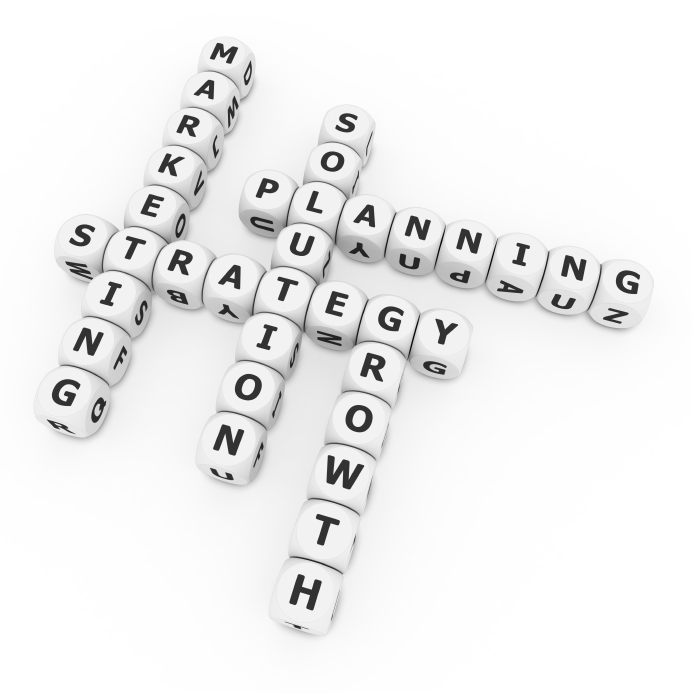 MARKETING
SOLUTION
PLANNING
STRATEGY
GROWTH